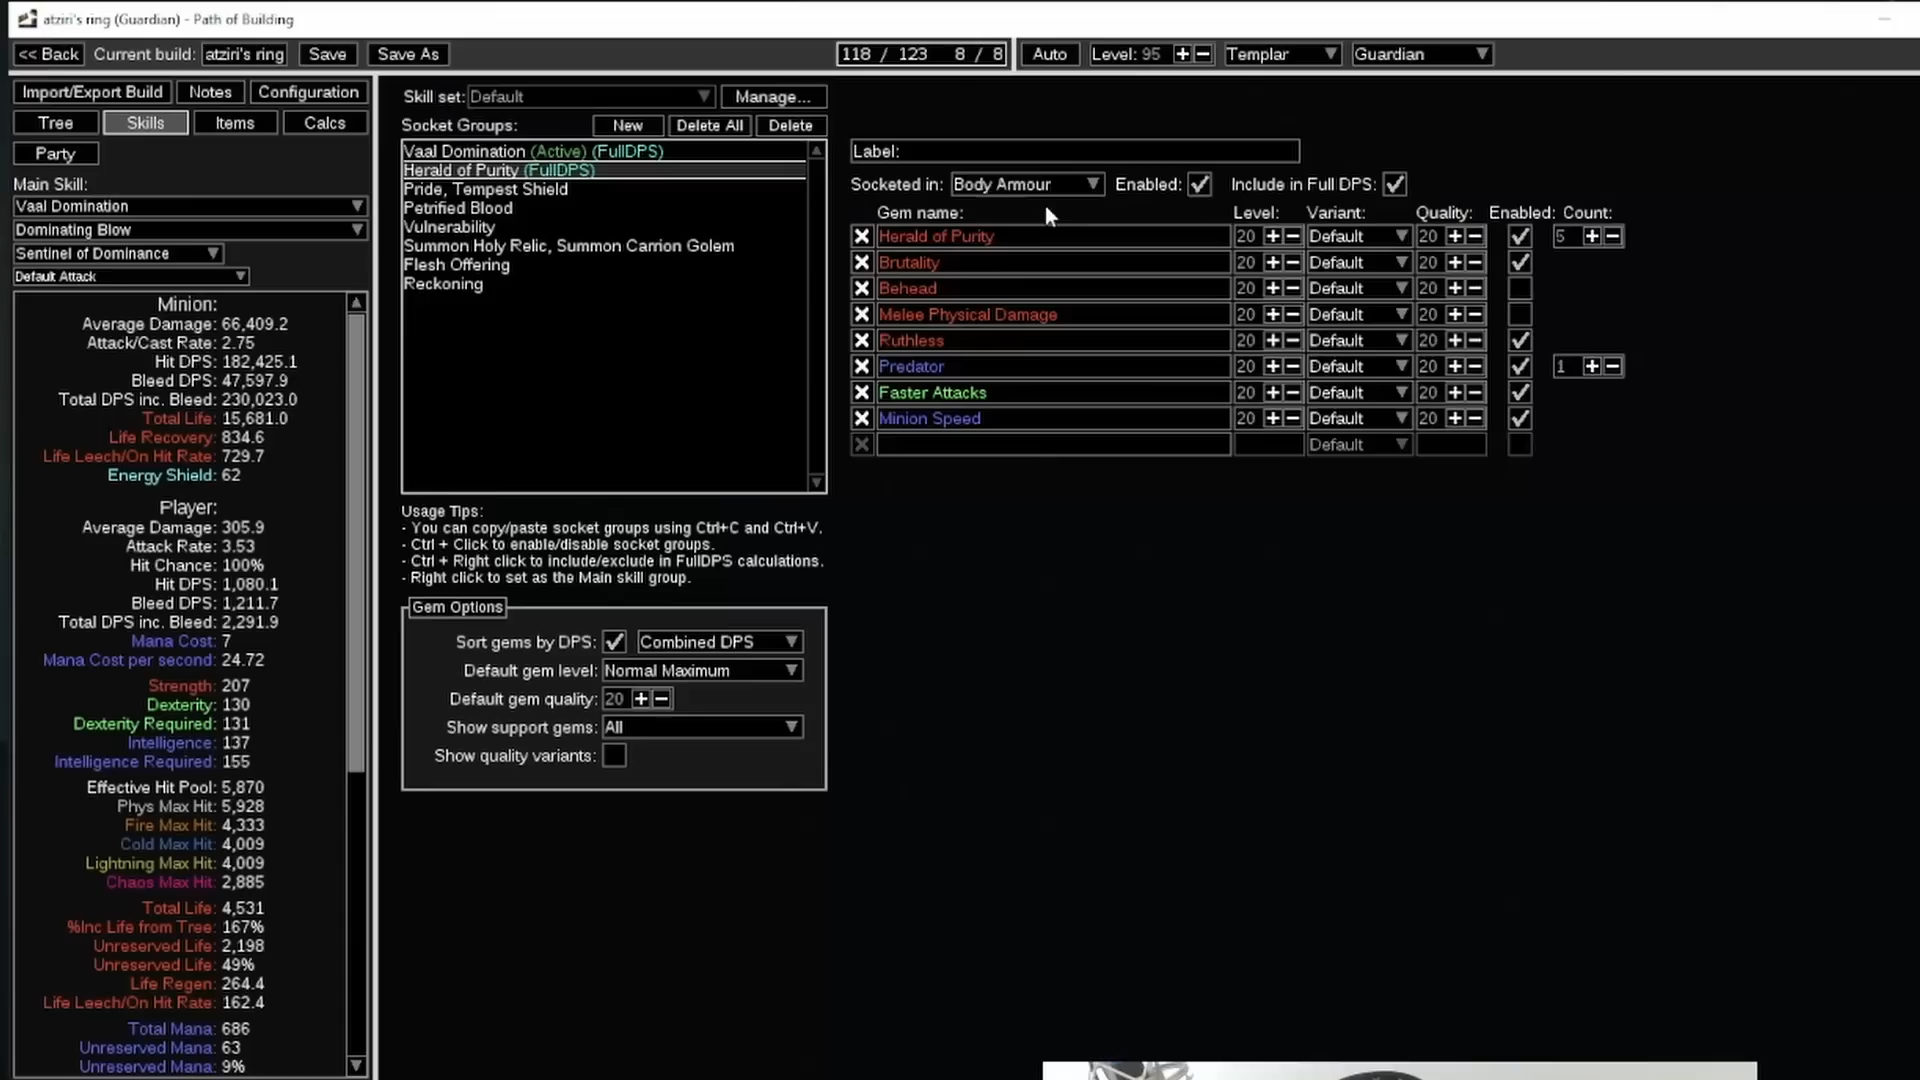 atziri's ring (Guardian) - Path of Building
<< Back Current build: atziri's ring Save Save As 118 / 123 8 / 8 Auto Level: 95 + - Templar Guardian
Import/Export Build Notes Configuration
Tree Skills Items Calcs
Party
Main Skill:
Vaal Domination
Dominating Blow
Sentinel of Dominance
Default Attack
Minion:
Average Damage: 66,409.2
Attack/Cast Rate: 2.75
Hit DPS: 182,425.1
Bleed DPS: 47,597.9
Total DPS inc. Bleed: 230,023.0
Total Life: 15,681.0
Life Recovery: 834.6
Life Leech/On Hit Rate: 729.7
Energy Shield: 62
Player:
Average Damage: 305.9
Attack Rate: 3.53
Hit Chance: 100%
Hit DPS: 1,080.1
Bleed DPS: 1,211.7
Total DPS inc. Bleed: 2,291.9
Mana Cost: 7
Mana Cost per second: 24.72
Strength: 207
Dexterity: 130
Dexterity Required: 131
Intelligence: 137
Intelligence Required: 155
Effective Hit Pool: 5,870
Phys Max Hit: 5,928
Fire Max Hit: 4,333
Cold Max Hit: 4,009
Lightning Max Hit: 4,009
Chaos Max Hit: 2,885
Total Life: 4,531
%Inc Life from Tree: 167%
Unreserved Life: 2,198
Unreserved Life: 49%
Life Regen: 264.4
Life Leech/On Hit Rate: 162.4
Total Mana: 686
Unreserved Mana: 63
Unreserved Mana: 9%
Skill set: Default Manage...
Socket Groups: New Delete All Delete
Vaal Domination (Active) (FullDPS)
Herald of Purity (FullDPS)
Pride, Tempest Shield
Petrified Blood
Vulnerability
Summon Holy Relic, Summon Carrion Golem
Flesh Offering
Reckoning
Usage Tips:
- You can copy/paste socket groups using Ctrl+C and Ctrl+V.
- Ctrl + Click to enable/disable socket groups.
- Ctrl + Right click to include/exclude in FullDPS calculations.
- Right click to set as the Main skill group.
Gem Options
Sort gems by DPS: Combined DPS
Default gem level: Normal Maximum
Default gem quality: 20 + -
Show support gems: All
Show quality variants:
Label:
Socketed in: Body Armour Enabled: Include in Full DPS:
Gem name: Level: Variant: Quality: Enabled: Count:
Herald of Purity 20 + - Default 20 + - 5 + -
Brutality 20 + - Default 20 + -
Behead 20 + - Default 20 + -
Melee Physical Damage 20 + - Default 20 + -
Ruthless 20 + - Default 20 + -
Predator 20 + - Default 20 + - 1 + -
Faster Attacks 20 + - Default 20 + -
Minion Speed 20 + - Default 20 + -
Default